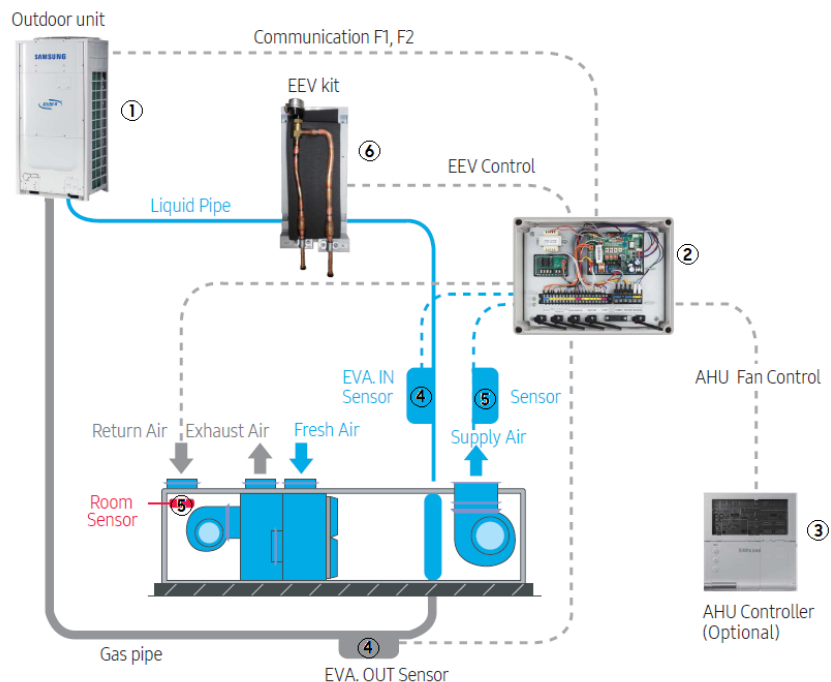 Outdoor unit
Communication F1, F2
SAMSUNG
①
EEV kit
⑥
EEV Control
Liquid Pipe
②
EVA. IN
Sensor
④
⑤
Sensor
AHU Fan Control
Return Air
Exhaust Air
Fresh Air
Supply Air
Room
Sensor
⑤
SAMSUNG
③
AHU Controller
(Optional)
Gas pipe
④
EVA. OUT Sensor